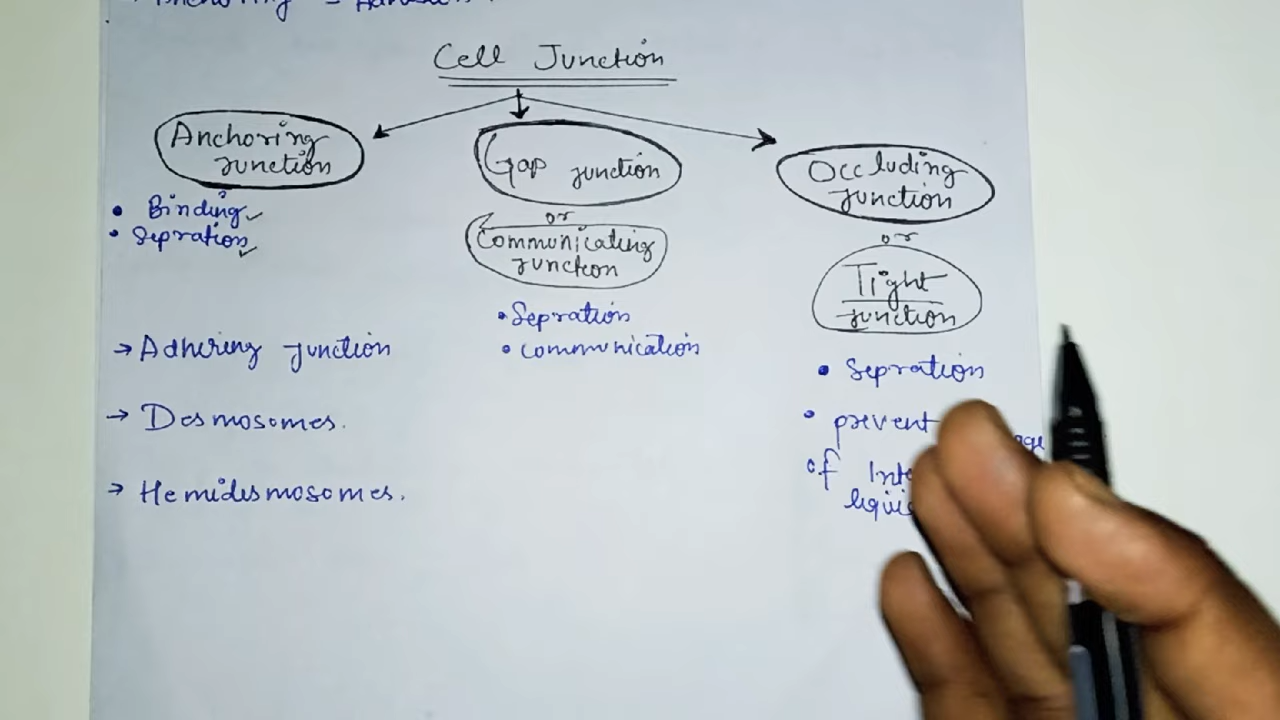 Cell Junction
Anchoring
junction
• Binding ✓
• Sepration ✓
→ Adhering junction
→ Desmosomes.
→ Hemidesmosomes.
Gap junction
or
Communicating
junction
• Sepration
• communication
Occluding
junction
or
Tight
junction
• Sepration
• prevent
of